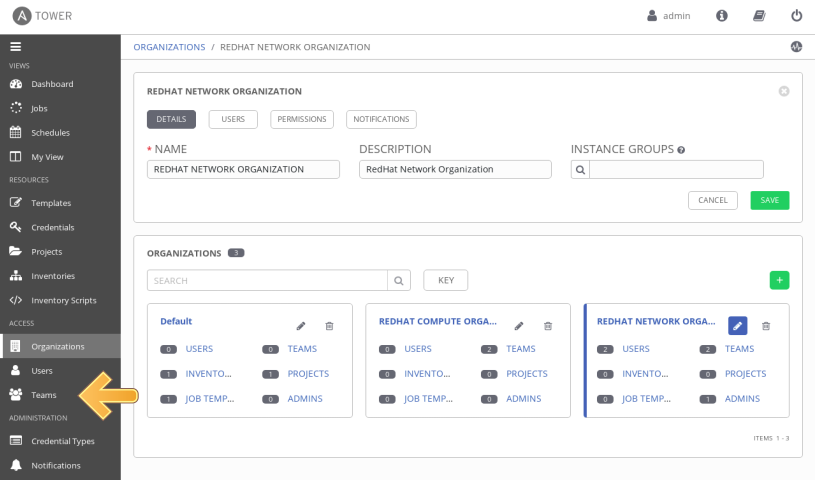 A TOWER
admin
ORGANIZATIONS / REDHAT NETWORK ORGANIZATION
VIEWS
Dashboard
Jobs
Schedules
My View
RESOURCES
Templates
Credentials
Projects
Inventories
Inventory Scripts
ACCESS
Organizations
Users
Teams
ADMINISTRATION
Credential Types
Notifications
REDHAT NETWORK ORGANIZATION
DETAILS USERS PERMISSIONS NOTIFICATIONS
* NAME DESCRIPTION INSTANCE GROUPS ?
REDHAT NETWORK ORGANIZATION RedHat Network Organization
CANCEL SAVE
ORGANIZATIONS 3
SEARCH KEY +
Default
0 USERS 0 TEAMS
1 INVENTO... 1 PROJECTS
1 JOB TEMP... 0 ADMINS
REDHAT COMPUTE ORGA...
0 USERS 2 TEAMS
0 INVENTO... 0 PROJECTS
0 JOB TEMP... 0 ADMINS
REDHAT NETWORK ORGA...
2 USERS 2 TEAMS
0 INVENTO... 0 PROJECTS
0 JOB TEMP... 1 ADMINS
ITEMS 1 - 3